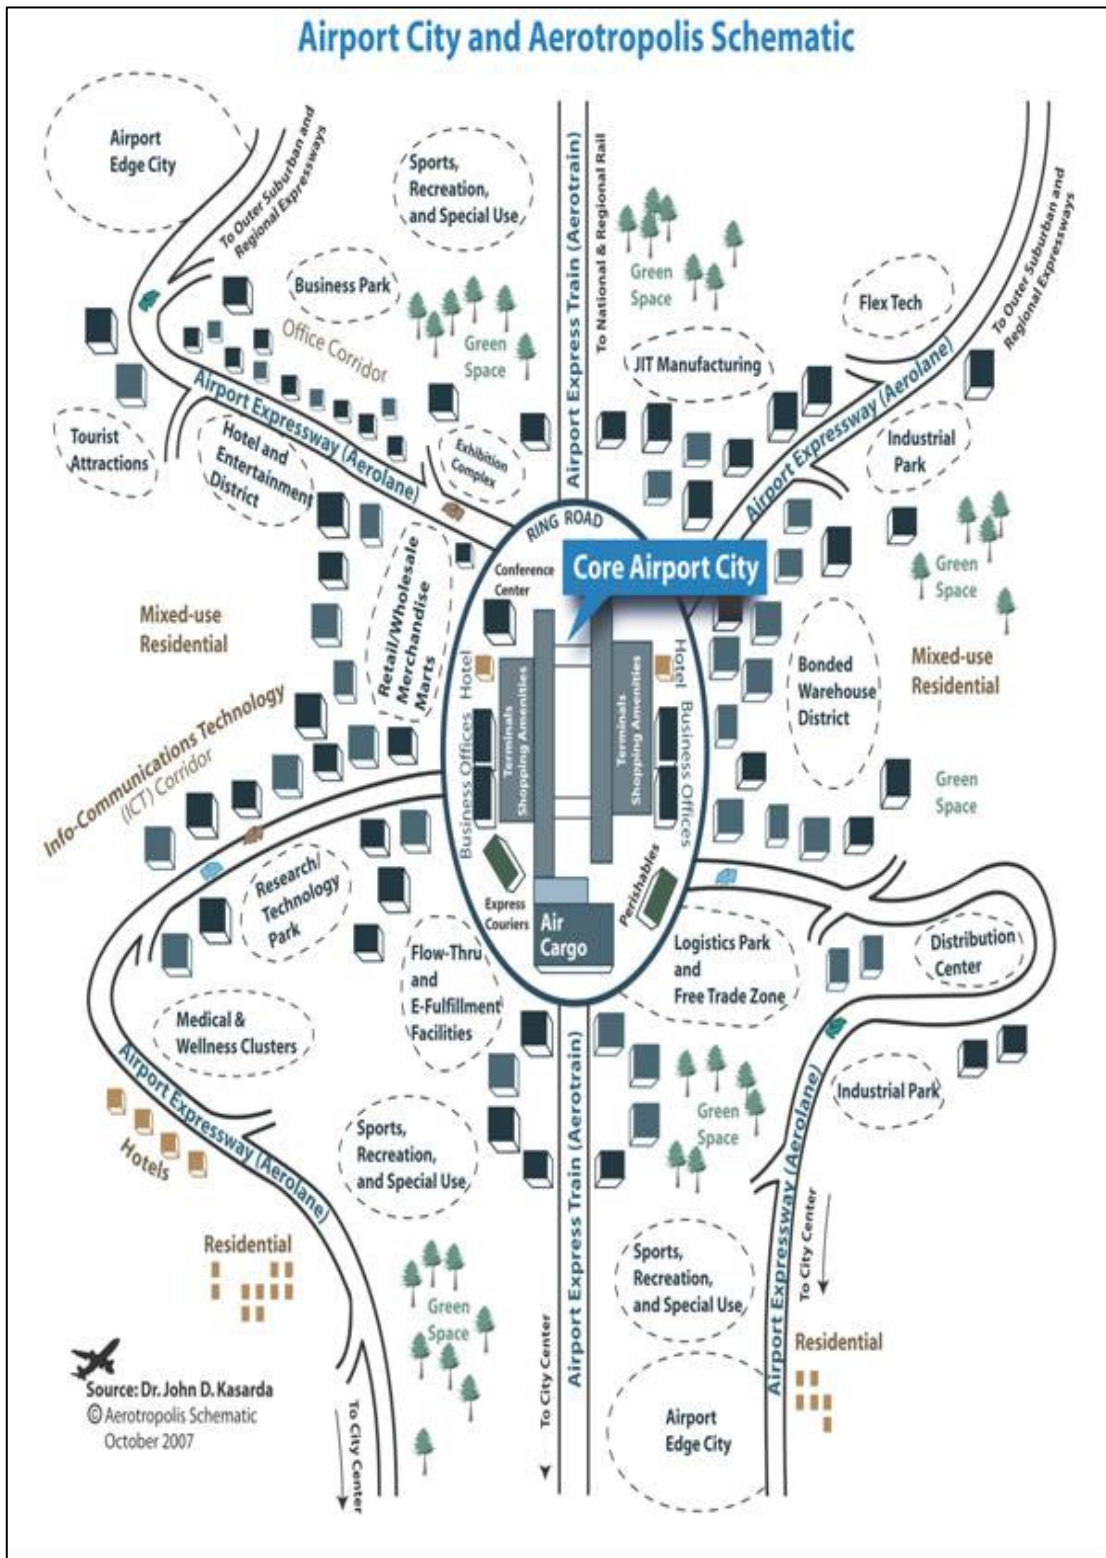 Airport City and Aerotropolis Schematic
Airport
Edge City
To Outer Suburban and
Regional Expressways
Sports,
Recreation,
and Special Use
Airport Express Train (Aerotrain)
To National & Regional Rail
Green
Space
To Outer Suburban and
Regional Expressways
Business Park
Flex Tech
Office Corridor
Green
Space
JIT Manufacturing
Airport Expressway (Aerolane)
Airport Expressway (Aerolane)
Tourist
Attractions
Hotel and
Entertainment
District
Exhibition
Complex
Industrial
Park
RING ROAD
Core Airport City
Conference
Center
Green
Space
Mixed-use
Residential
Retail/Wholesale
Merchandise
Marts
Hotel
Hotel
Bonded
Warehouse
District
Mixed-use
Residential
Terminals
Shopping Amenities
Terminals
Shopping Amenities
Business Offices
Business Offices
Info-Communications Technology
(ICT) Corridor
Green
Space
Research/
Technology
Park
Express
Couriers
Perishables
Air
Cargo
Flow-Thru
and
E-Fulfillment
Facilities
Logistics Park
and
Free Trade Zone
Distribution
Center
Medical &
Wellness Clusters
Airport Expressway (Aerolane)
Airport Express Train (Aerotrain)
Airport Expressway (Aerolane)
Industrial Park
Green
Space
Hotels
Sports,
Recreation,
and Special Use
To City Center
Residential
Sports,
Recreation,
and Special Use
Green
Space
Residential
To City Center
To City Center
Airport
Edge City
Source: Dr. John D. Kasarda
© Aerotropolis Schematic
October 2007